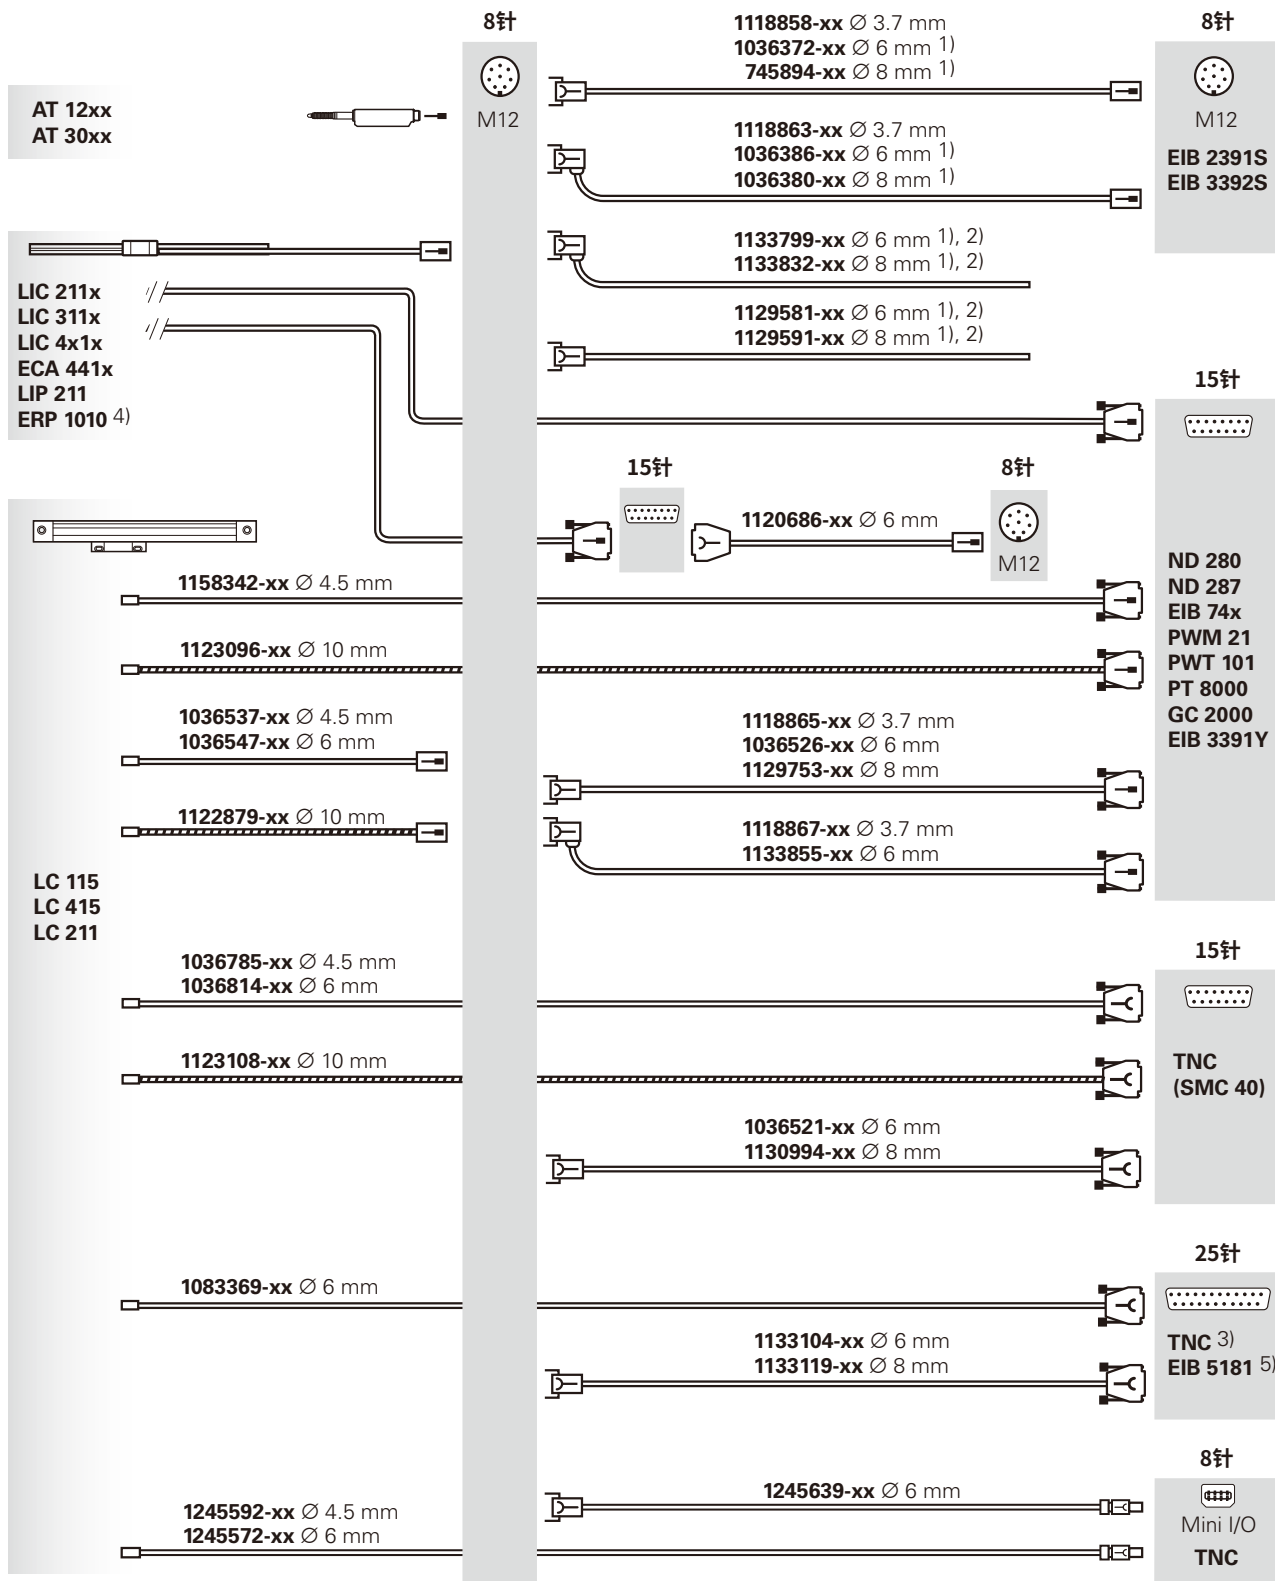 8针
M12
AT 12xx
AT 30xx
1118858-xx Ø 3.7 mm
1036372-xx Ø 6 mm 1)
745894-xx Ø 8 mm 1)
1118863-xx Ø 3.7 mm
1036386-xx Ø 6 mm 1)
1036380-xx Ø 8 mm 1)
8针
M12
EIB 2391S
EIB 3392S
LIC 211x
LIC 311x
LIC 4x1x
ECA 441x
LIP 211
ERP 1010 4)
1133799-xx Ø 6 mm 1), 2)
1133832-xx Ø 8 mm 1), 2)
1129581-xx Ø 6 mm 1), 2)
1129591-xx Ø 8 mm 1), 2)
15针
15针
1120686-xx Ø 6 mm
8针
M12
ND 280
ND 287
EIB 74x
PWM 21
PWT 101
PT 8000
GC 2000
EIB 3391Y
1158342-xx Ø 4.5 mm
1123096-xx Ø 10 mm
1036537-xx Ø 4.5 mm
1036547-xx Ø 6 mm
1118865-xx Ø 3.7 mm
1036526-xx Ø 6 mm
1129753-xx Ø 8 mm
1122879-xx Ø 10 mm
1118867-xx Ø 3.7 mm
1133855-xx Ø 6 mm
LC 115
LC 415
LC 211
1036785-xx Ø 4.5 mm
1036814-xx Ø 6 mm
15针
1123108-xx Ø 10 mm
TNC
(SMC 40)
1036521-xx Ø 6 mm
1130994-xx Ø 8 mm
25针
1083369-xx Ø 6 mm
1133104-xx Ø 6 mm
1133119-xx Ø 8 mm
TNC 3)
EIB 5181 5)
8针
1245639-xx Ø 6 mm
1245592-xx Ø 4.5 mm
1245572-xx Ø 6 mm
Mini I/O
TNC